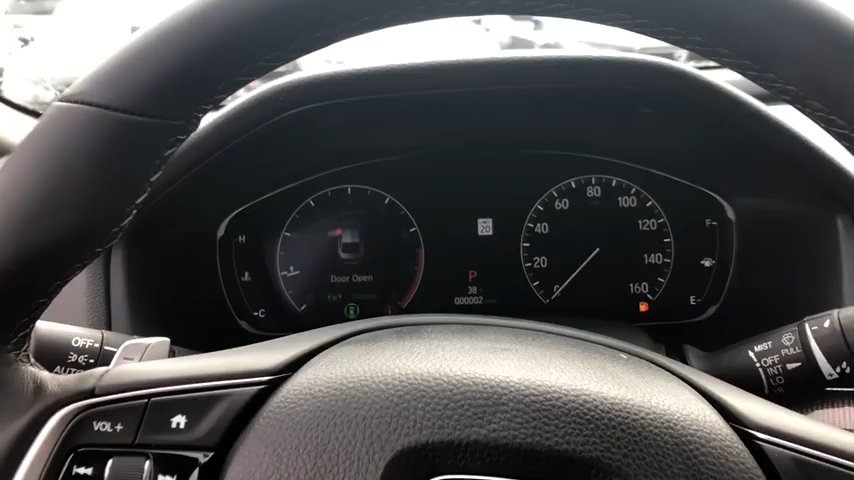 80
60
100
40
120
20
140
0
160
H
C
F
E
20
Door Open
P
38
000002
OFF
AUTO
VOL +
MIST
PULL
OFF
INT
LO